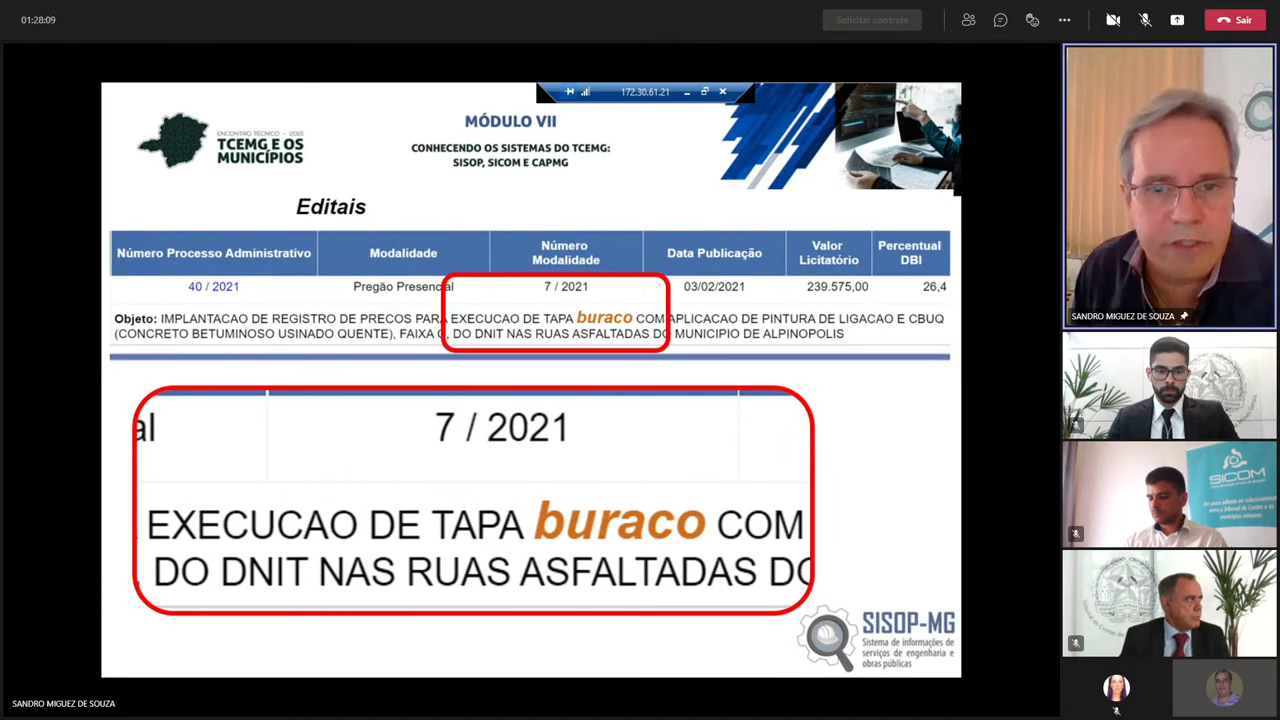 01:28:09
Solicitar controle
Sair
172.30.61.21
ENCONTRO TÉCNICO - 2021
TCEMG E OS
MUNICÍPIOS
MÓDULO VII
CONHECENDO OS SISTEMAS DO TCEMG:
SISOP, SICOM E CAPMG
Editais
Número Processo Administrativo Modalidade Número Modalidade Data Publicação Valor Licitatório Percentual DBI
40 / 2021 Pregão Presencial 7 / 2021 03/02/2021 239.575,00 26,4
Objeto: IMPLANTACAO DE REGISTRO DE PRECOS PARA EXECUCAO DE TAPA buraco COM APLICACAO DE PINTURA DE LIGACAO E CBUQ
(CONCRETO BETUMINOSO USINADO QUENTE), FAIXA C, DO DNIT NAS RUAS ASFALTADAS DO MUNICIPIO DE ALPINOPOLIS
al 7 / 2021
EXECUCAO DE TAPA buraco COM
DO DNIT NAS RUAS ASFALTADAS DO
SISOP-MG
Sistema de informações de
serviços de engenharia e
obras públicas
SANDRO MIGUEZ DE SOUZA
SANDRO MIGUEZ DE SOUZA
SICOM